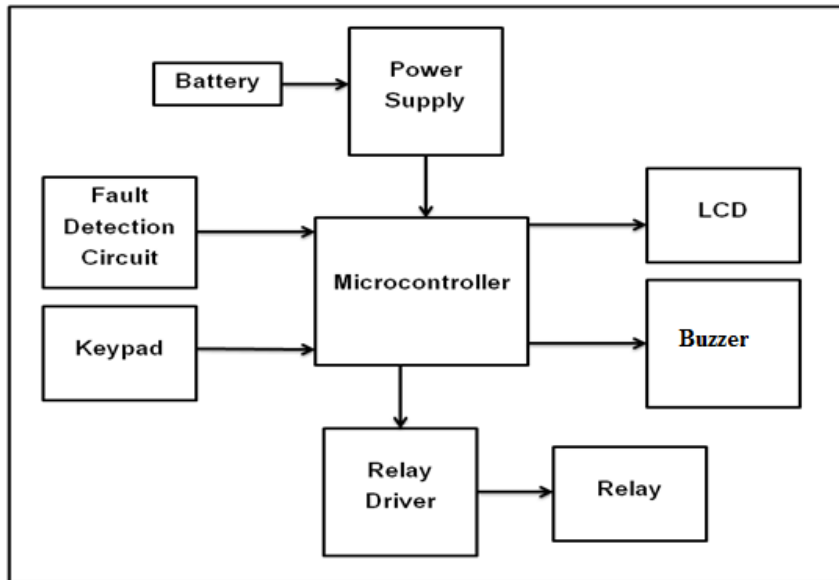 Battery
Power
Supply
Fault
Detection
Circuit
Microcontroller
LCD
Keypad
Buzzer
Relay
Driver
Relay